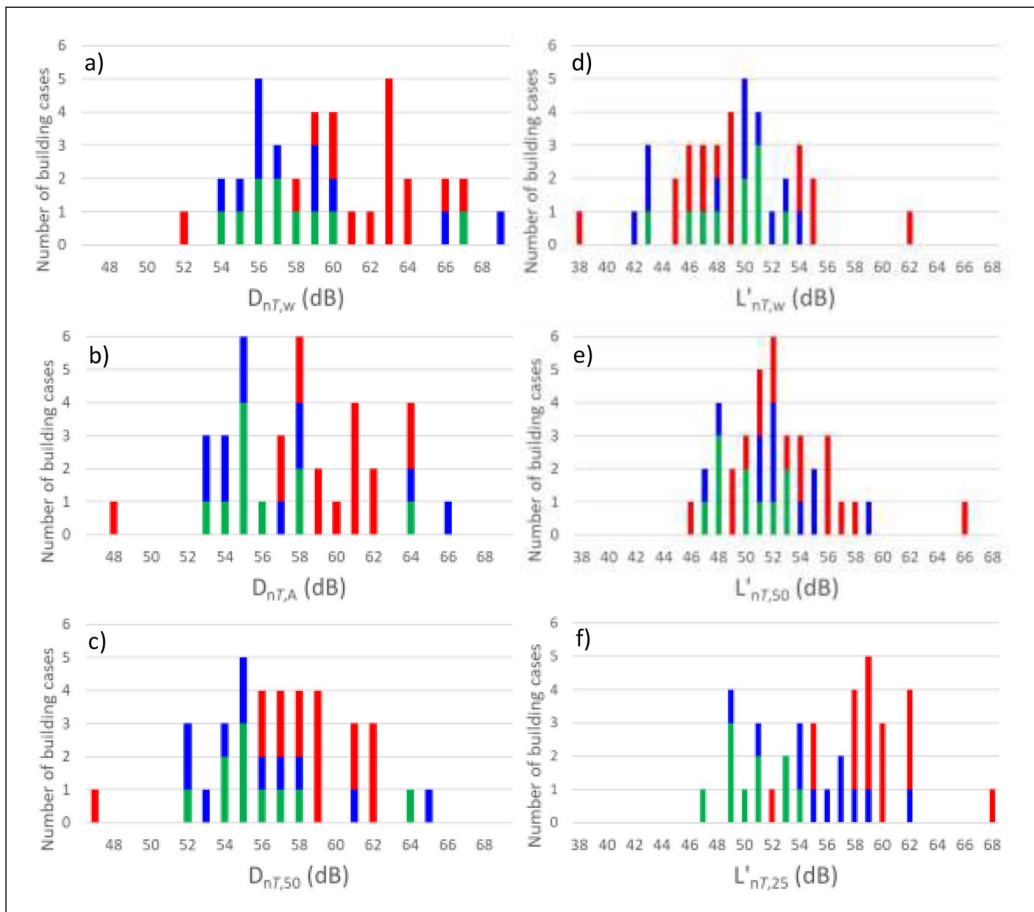 a)
Number of building cases
6
5
4
3
2
1
0
48 50 52 54 56 58 60 62 64 66 68
DnT,w (dB)
d)
Number of building cases
6
5
4
3
2
1
0
38 40 42 44 46 48 50 52 54 56 58 60 62 64 66 68
L'nT,w (dB)
b)
Number of building cases
6
5
4
3
2
1
0
48 50 52 54 56 58 60 62 64 66 68
DnT,A (dB)
e)
Number of building cases
6
5
4
3
2
1
0
38 40 42 44 46 48 50 52 54 56 58 60 62 64 66 68
L'nT,50 (dB)
c)
Number of building cases
6
5
4
3
2
1
0
48 50 52 54 56 58 60 62 64 66 68
DnT,50 (dB)
f)
Number of building cases
6
5
4
3
2
1
0
38 40 42 44 46 48 50 52 54 56 58 60 62 64 66 68
L'nT,25 (dB)